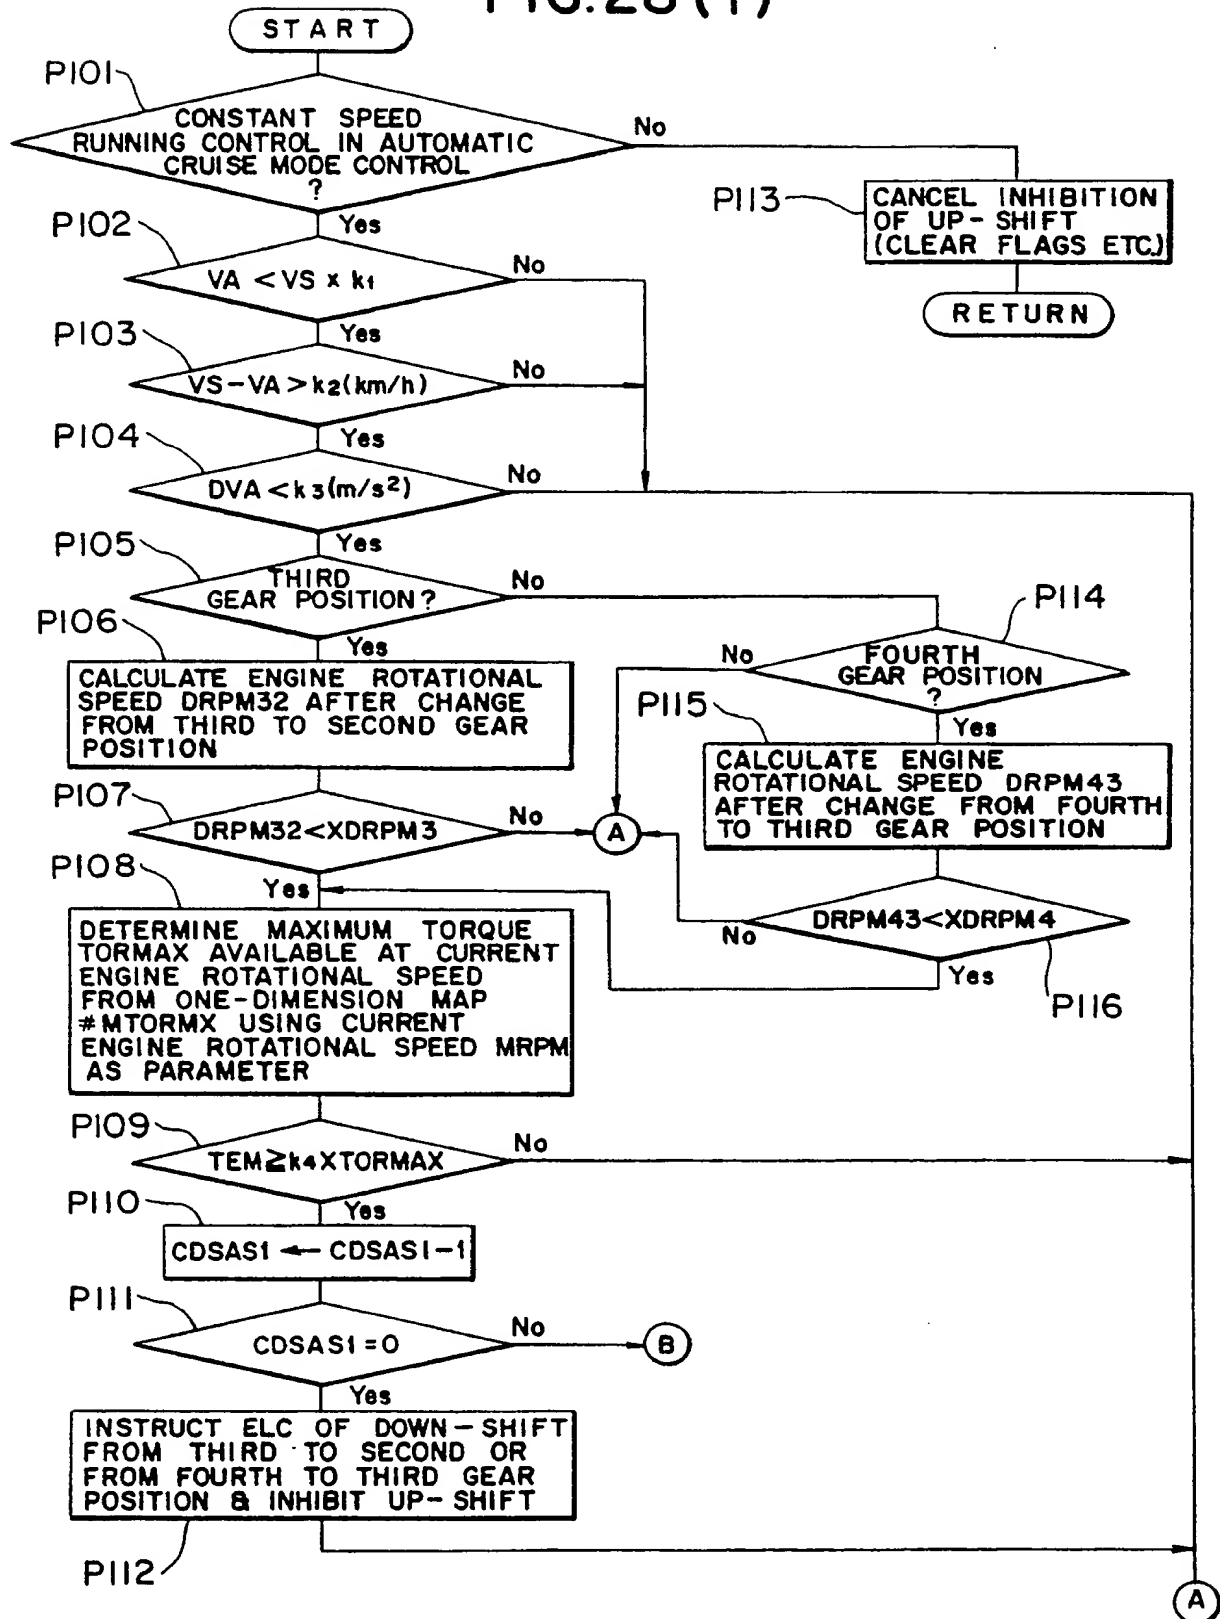 FIG. 28 (1)
START
P101
CONSTANT SPEED
RUNNING CONTROL IN AUTOMATIC
CRUISE MODE CONTROL
?
No
Yes
P113
CANCEL INHIBITION
OF UP-SHIFT
(CLEAR FLAGS ETC.)
RETURN
P102
VA < VS x k1
No
Yes
P103
VS-VA > k2 (km/h)
No
Yes
P104
DVA < k3 (m/s²)
No
Yes
P105
THIRD
GEAR POSITION?
No
Yes
P114
FOURTH
GEAR POSITION
?
No
Yes
P106
CALCULATE ENGINE ROTATIONAL
SPEED DRPM32 AFTER CHANGE
FROM THIRD TO SECOND GEAR
POSITION
P115
CALCULATE ENGINE
ROTATIONAL SPEED DRPM43
AFTER CHANGE FROM FOURTH
TO THIRD GEAR POSITION
P107
DRPM32<XDRPM3
No
A
Yes
DRPM43<XDRPM4
No
Yes
P116
P108
DETERMINE MAXIMUM TORQUE
TORMAX AVAILABLE AT CURRENT
ENGINE ROTATIONAL SPEED
FROM ONE-DIMENSION MAP
#MTORMX USING CURRENT
ENGINE ROTATIONAL SPEED MRPM
AS PARAMETER
P109
TEM≧k4XTORMAX
No
Yes
P110
CDSAS1 ← CDSAS1-1
P111
CDSAS1=0
No
B
Yes
INSTRUCT ELC OF DOWN-SHIFT
FROM THIRD TO SECOND OR
FROM FOURTH TO THIRD GEAR
POSITION & INHIBIT UP-SHIFT
P112
A